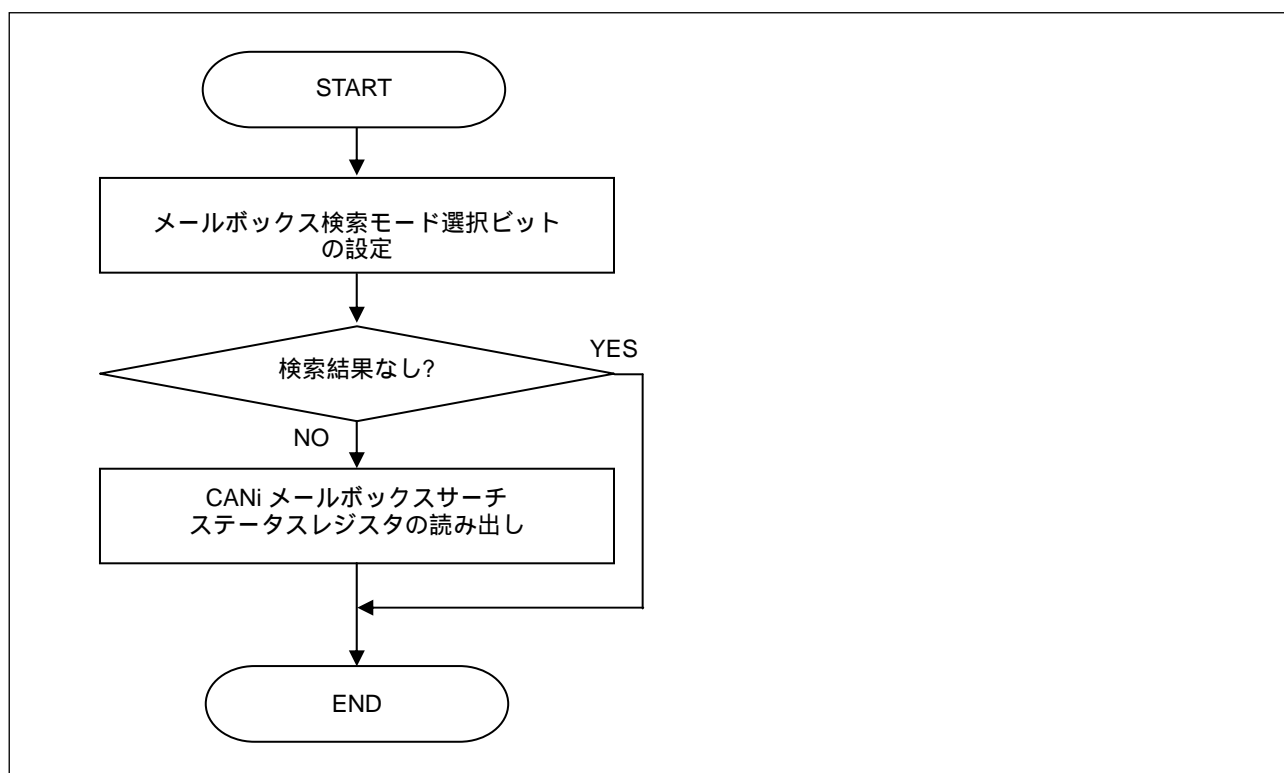 START
メールボックス検索モード選択ビット
の設定
検索結果なし?
YES
NO
CANi メールボックスサーチ
ステータスレジスタの読み出し
END